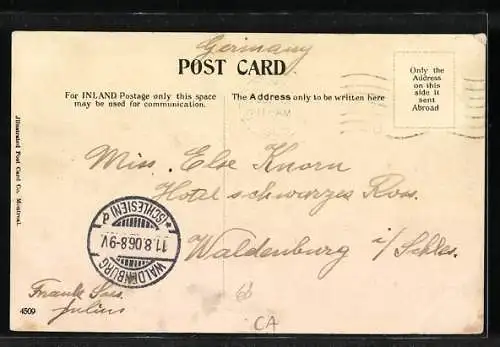 Germany
POST CARD.
For INLAND Postage only this space
may be used for communication.
The Address only to be written here
Only the
Address
on this
side it
sent
Abroad
Miss. Else Knorn
Hotel schwarzes Ross.
Waldenburg i/Schles.
WALDENBURG
11.8.06.8-9V.
(SCHLESIEN)
Frank
Julius
4509
CA
Illustrated Post Card Co. Montreal.